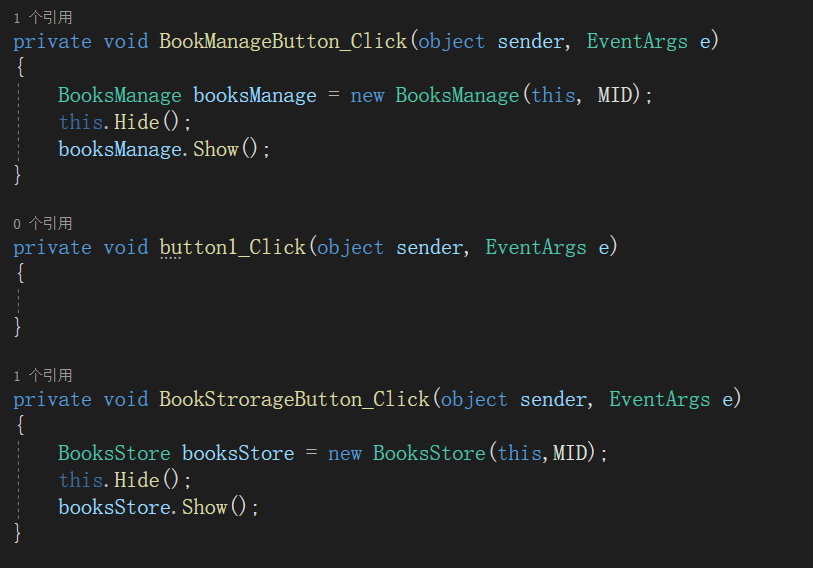 1 个引用
private void BookManageButton_Click(object sender, EventArgs e)
{
BooksManage booksManage = new BooksManage(this, MID);
this.Hide();
booksManage.Show();
}
0 个引用
private void button1_Click(object sender, EventArgs e)
{
}
1 个引用
private void BookStrorageButton_Click(object sender, EventArgs e)
{
BooksStore booksStore = new BooksStore(this,MID);
this.Hide();
booksStore.Show();
}